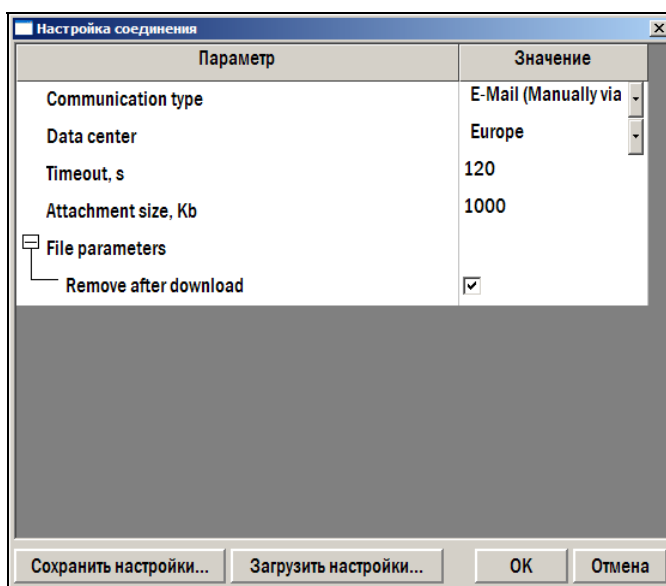 Настройка соединения
Параметр Значение
Communication type E-Mail (Manually via
Data center Europe
Timeout, s 120
Attachment size, Kb 1000
File parameters
Remove after download
Сохранить настройки... Загрузить настройки... OK Отмена